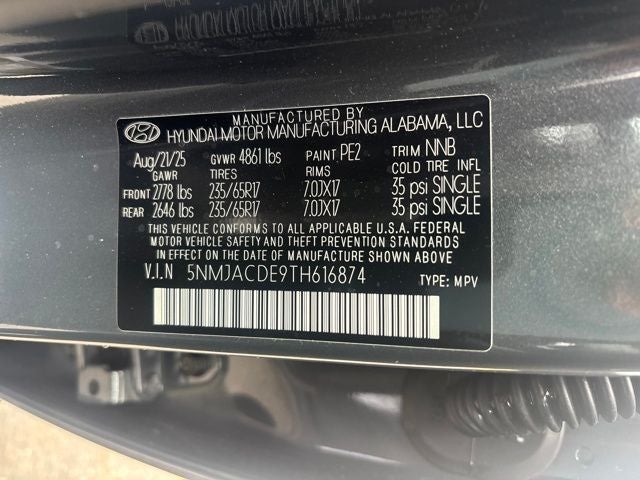 MANUFACTURED BY
HYUNDAI MOTOR MANUFACTURING ALABAMA, LLC
Aug/21/25 GVWR 4861 lbs PAINT PE2 TRIM NNB
GAWR TIRES RIMS COLD TIRE INFL
FRONT 2778 lbs 235/65R17 7.0JX17 35 psi SINGLE
REAR 2646 lbs 235/65R17 7.0JX17 35 psi SINGLE
THIS VEHICLE CONFORMS TO ALL APPLICABLE U.S.A. FEDERAL
MOTOR VEHICLE SAFETY AND THEFT PREVENTION STANDARDS
IN EFFECT ON THE DATE OF MANUFACTURE SHOWN ABOVE
V.I.N 5NMJACDE9TH616874 TYPE: MPV